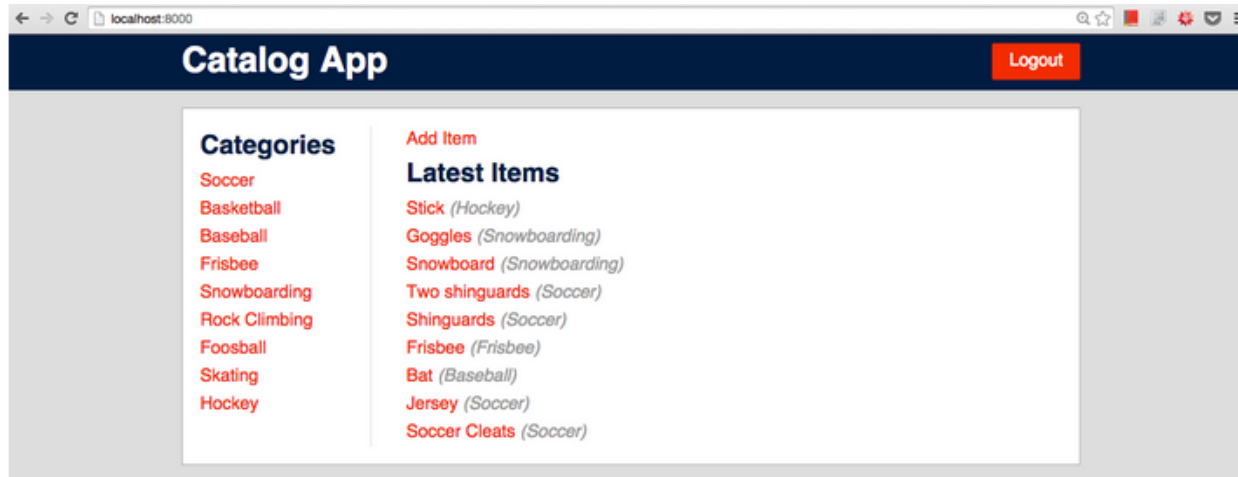 localhost:8000
Catalog App
Logout
Categories
Soccer
Basketball
Baseball
Frisbee
Snowboarding
Rock Climbing
Foosball
Skating
Hockey
Add Item
Latest Items
Stick (Hockey)
Goggles (Snowboarding)
Snowboard (Snowboarding)
Two shinguards (Soccer)
Shinguards (Soccer)
Frisbee (Frisbee)
Bat (Baseball)
Jersey (Soccer)
Soccer Cleats (Soccer)